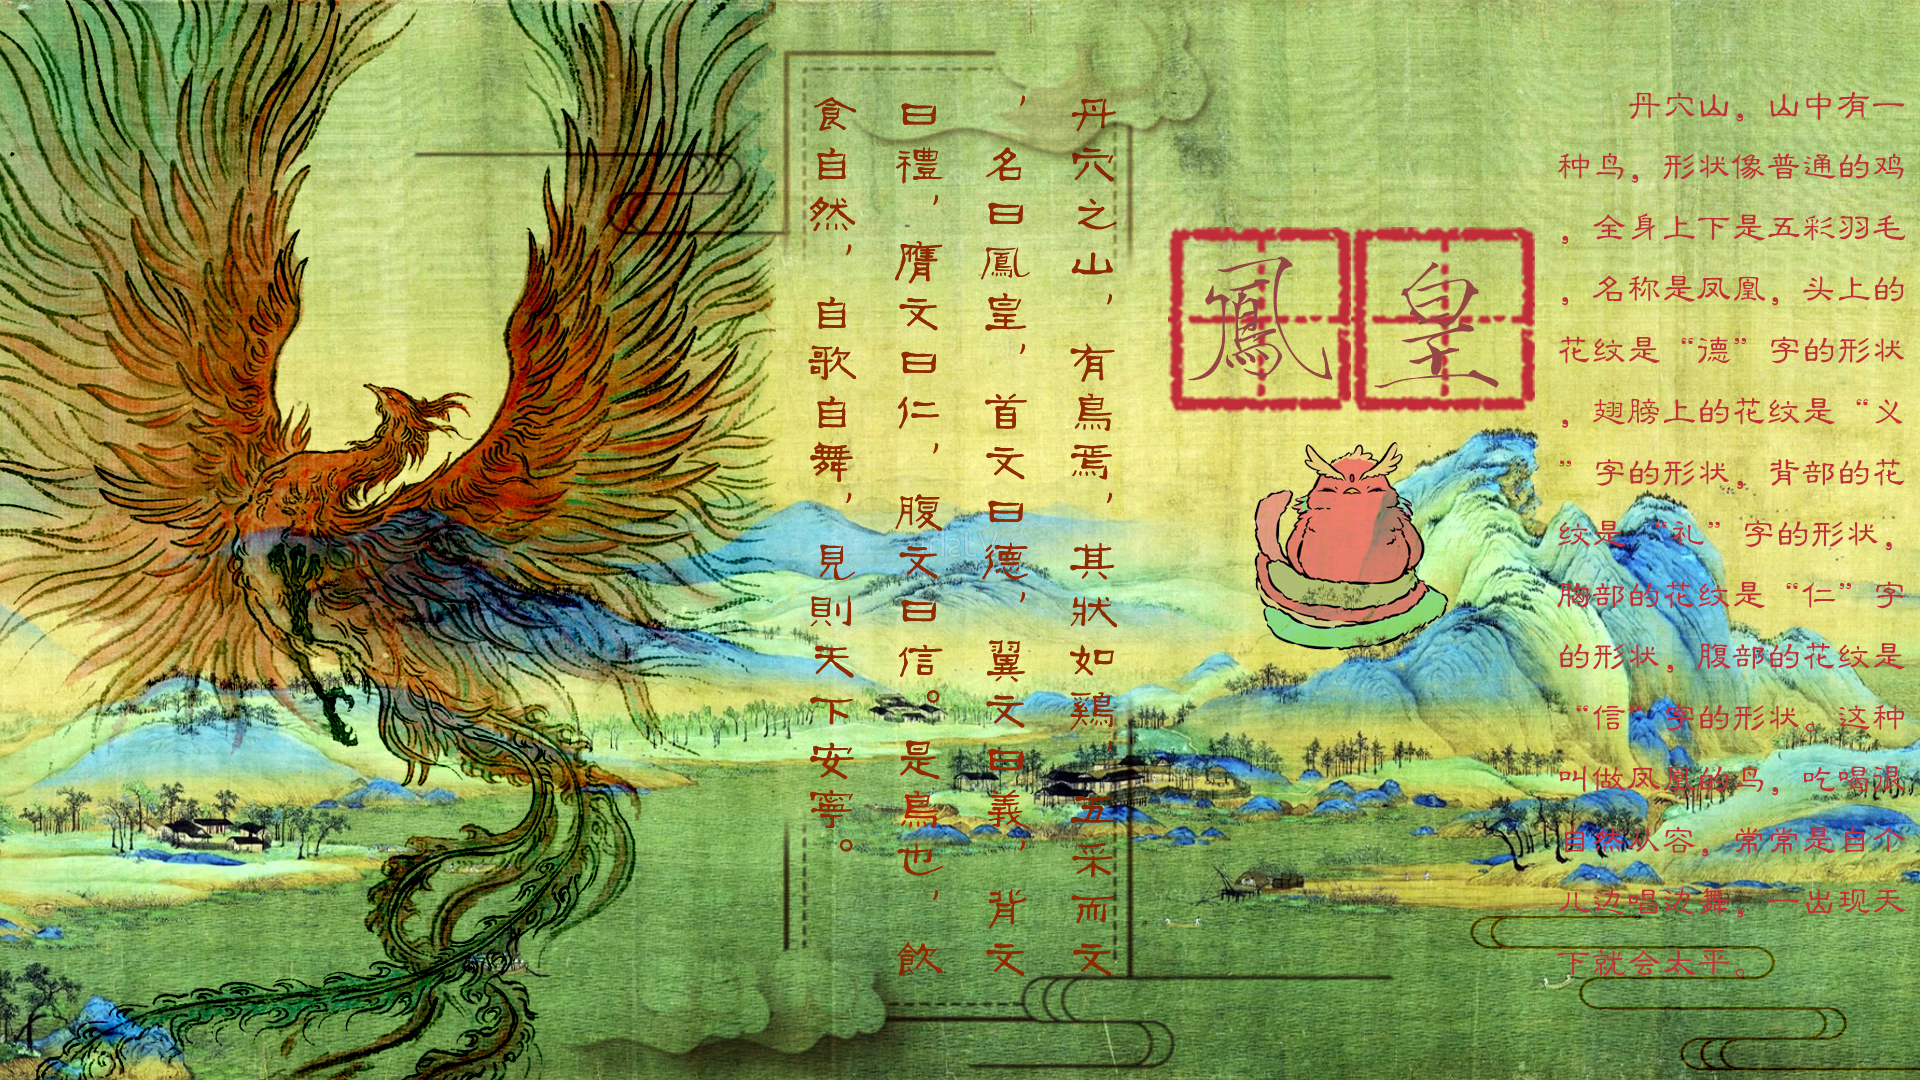 鳳皇
丹穴之山，有鳥焉，其狀如鷄，五采而文
，名曰鳳皇，首文曰德，翼文曰義，背文
曰禮，膺文曰仁，腹文曰信。是鳥也，飲
食自然，自歌自舞，見則天下安寧。
丹穴山，山中有一
种鸟，形状像普通的鸡
，全身上下是五彩羽毛
，名称是凤凰，头上的
花纹是“德”字的形状
，翅膀上的花纹是“义
”字的形状，背部的花
纹是“礼”字的形状，
胸部的花纹是“仁”字
的形状，腹部的花纹是
“信”字的形状。这种
叫做凤凰的鸟，吃喝很
自然从容，常常是自个
儿边唱边舞，一出现天
下就会太平。